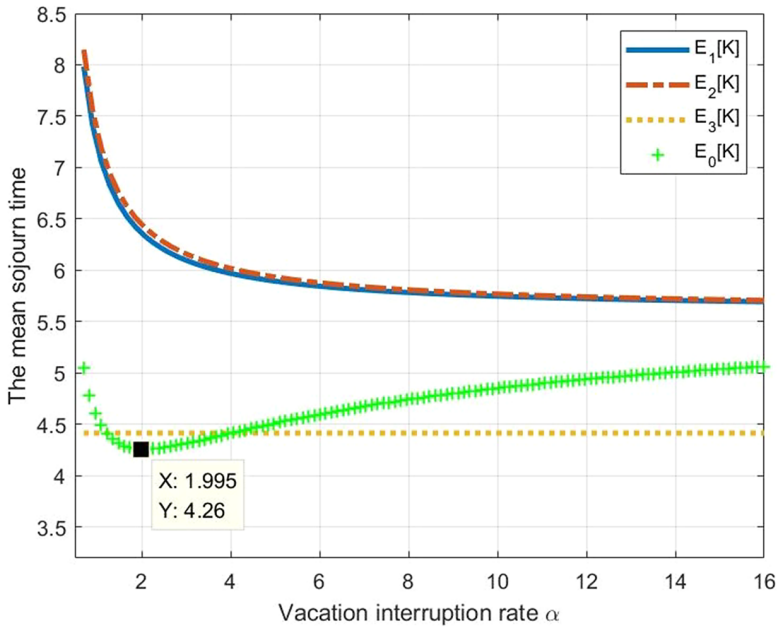 8.5
8
7.5
7
6.5
6
5.5
5
4.5
4
3.5
The mean sojourn time
E1[K]
E2[K]
E3[K]
E0[K]
X: 1.995
Y: 4.26
2 4 6 8 10 12 14 16
Vacation interruption rate α